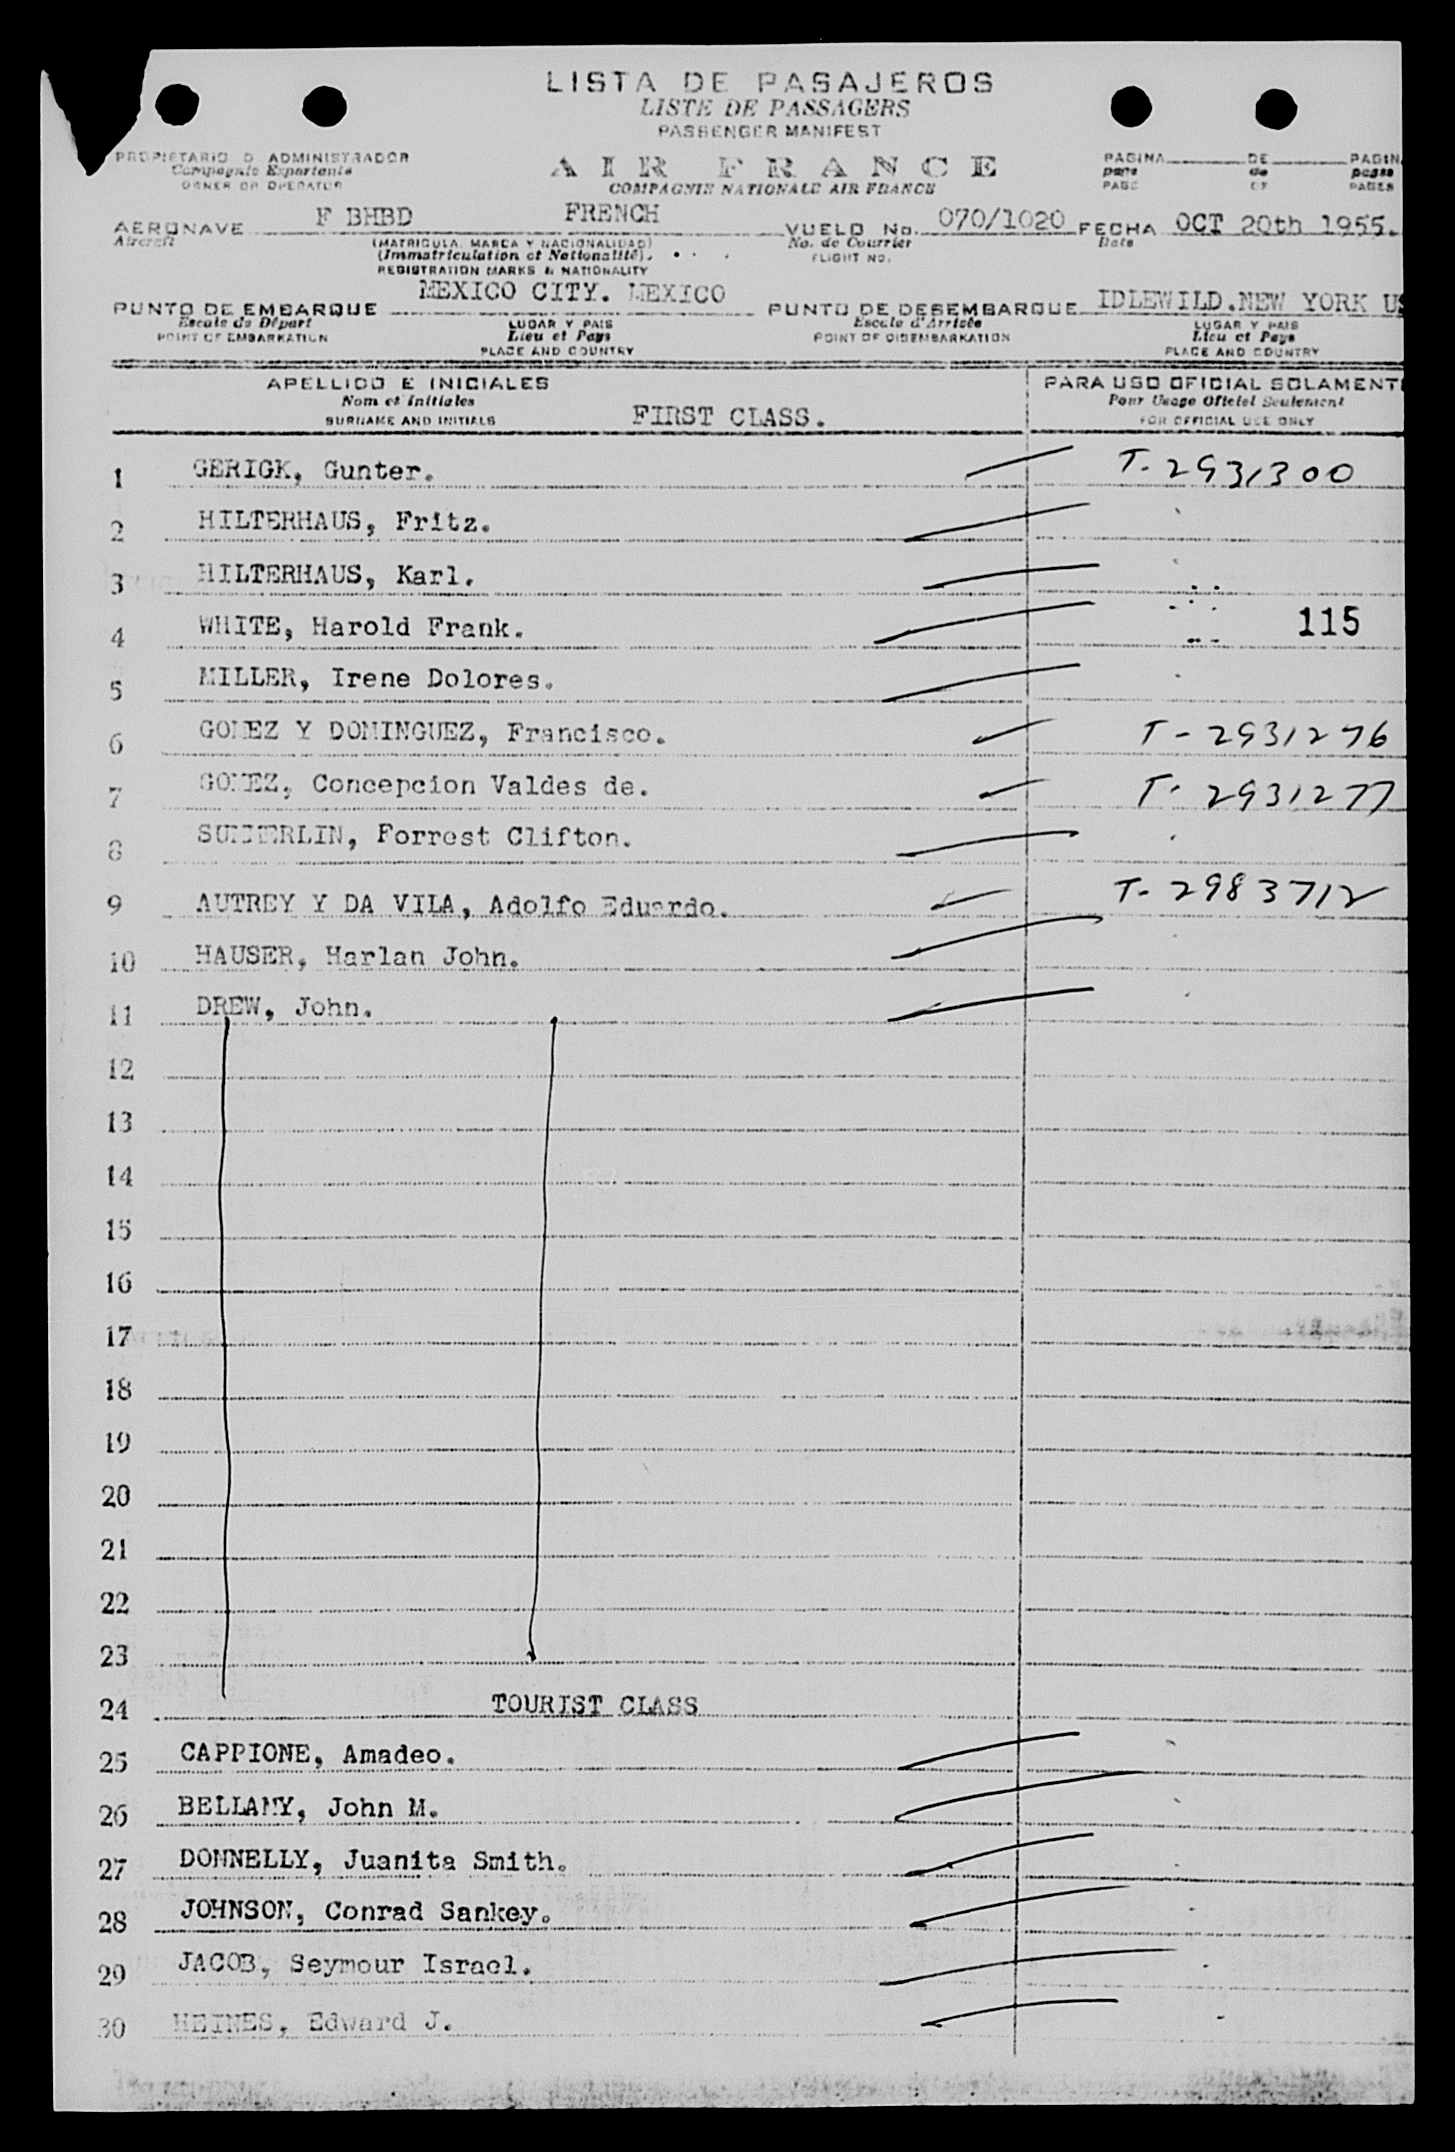 LISTA DE PASAJEROS
LISTE DE PASSAGERS
PASSENGER MANIFEST
PROPIETARIO O ADMINISTRADOR
Compagnie Exportante
OWNER OR OPERATOR
AIR FRANCE
COMPAGNIE NATIONALE AIR FRANCE
PAGINA DE PAGIN
page de pages
PAGE OF PAGES
AERONAVE F BHBD FRENCH VUELO No. 070/1020 FECHA OCT 20th 1955.
Aircraft (MATRICULA, MARCA Y NACIONALIDAD) No. de Courrier Date
(Immatriculation et Nationalité). FLIGHT NO.
REGISTRATION MARKS & NATIONALITY
PUNTO DE EMBARQUE MEXICO CITY. MEXICO PUNTO DE DESEMBARQUE IDLEWILD.NEW YORK US
Escale de Départ LUGAR Y PAIS Escale d'Arrivée LUGAR Y PAIS
POINT OF EMBARKATION Lieu et Pays POINT OF DISEMBARKATION Lieu et Pays
PLACE AND COUNTRY PLACE AND COUNTRY
APELLIDO E INICIALES PARA USO OFICIAL SOLAMENT
Nom et Initiales Pour Usage Officiel Seulement
SURNAME AND INITIALS FIRST CLASS. FOR OFFICIAL USE ONLY
1 GERIGK, Gunter. T-2931300
2 HILTERHAUS, Fritz.
3 HILTERHAUS, Karl.
4 WHITE, Harold Frank. 115
5 MILLER, Irene Dolores.
6 GOMEZ Y DOMINGUEZ, Francisco. T-2931276
7 GOMEZ, Concepcion Valdes de. T-2931277
8 SUMMERLIN, Forrest Clifton.
9 AUTREY Y DA VILA, Adolfo Eduardo. T-2983712
10 HAUSER, Harlan John.
11 DREW, John.
12
13
14
15
16
17
18
19
20
21
22
23
24 TOURIST CLASS
25 CAPPIONE, Amadeo.
26 BELLAMY, John M.
27 DONNELLY, Juanita Smith.
28 JOHNSON, Conrad Sankey.
29 JACOB, Seymour Israel.
30 HEINES, Edward J.